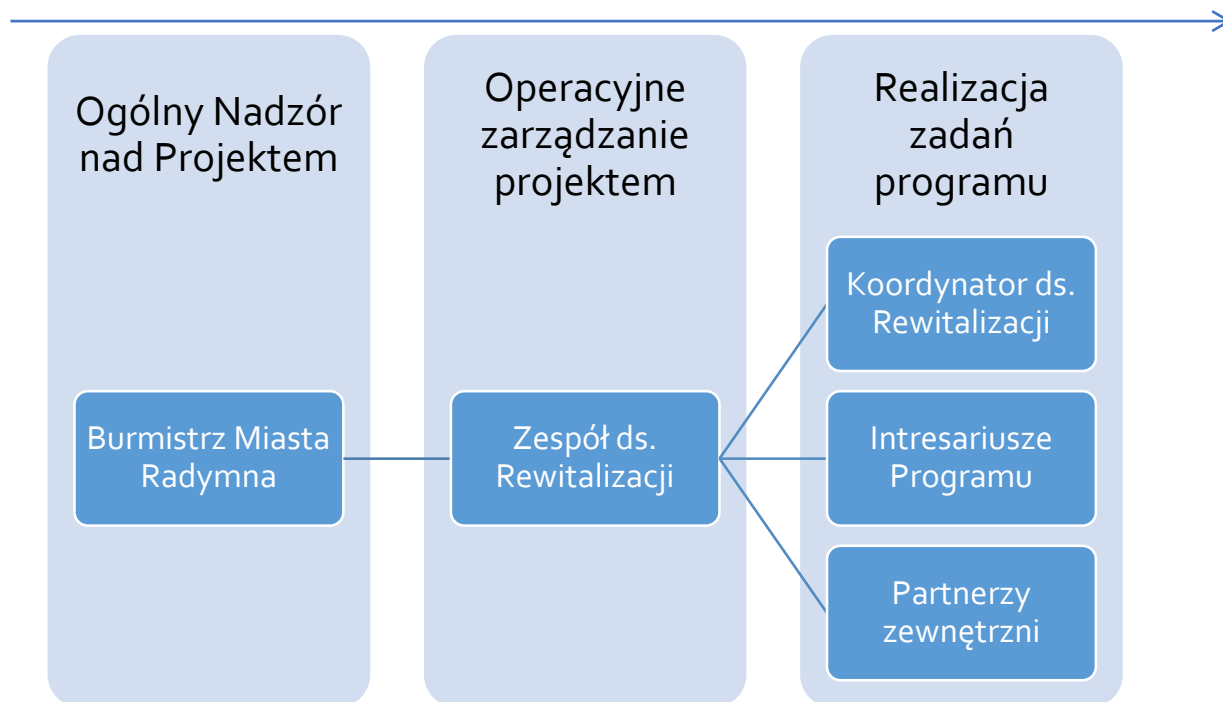 Ogólny Nadzór
nad Projektem
Operacyjne
zarządzanie
projektem
Realizacja
zadań
programu
Burmistrz Miasta
Radymna
Zespół ds.
Rewitalizacji
Koordynator ds.
Rewitalizacji
Intresariusze
Programu
Partnerzy
zewnętrzni